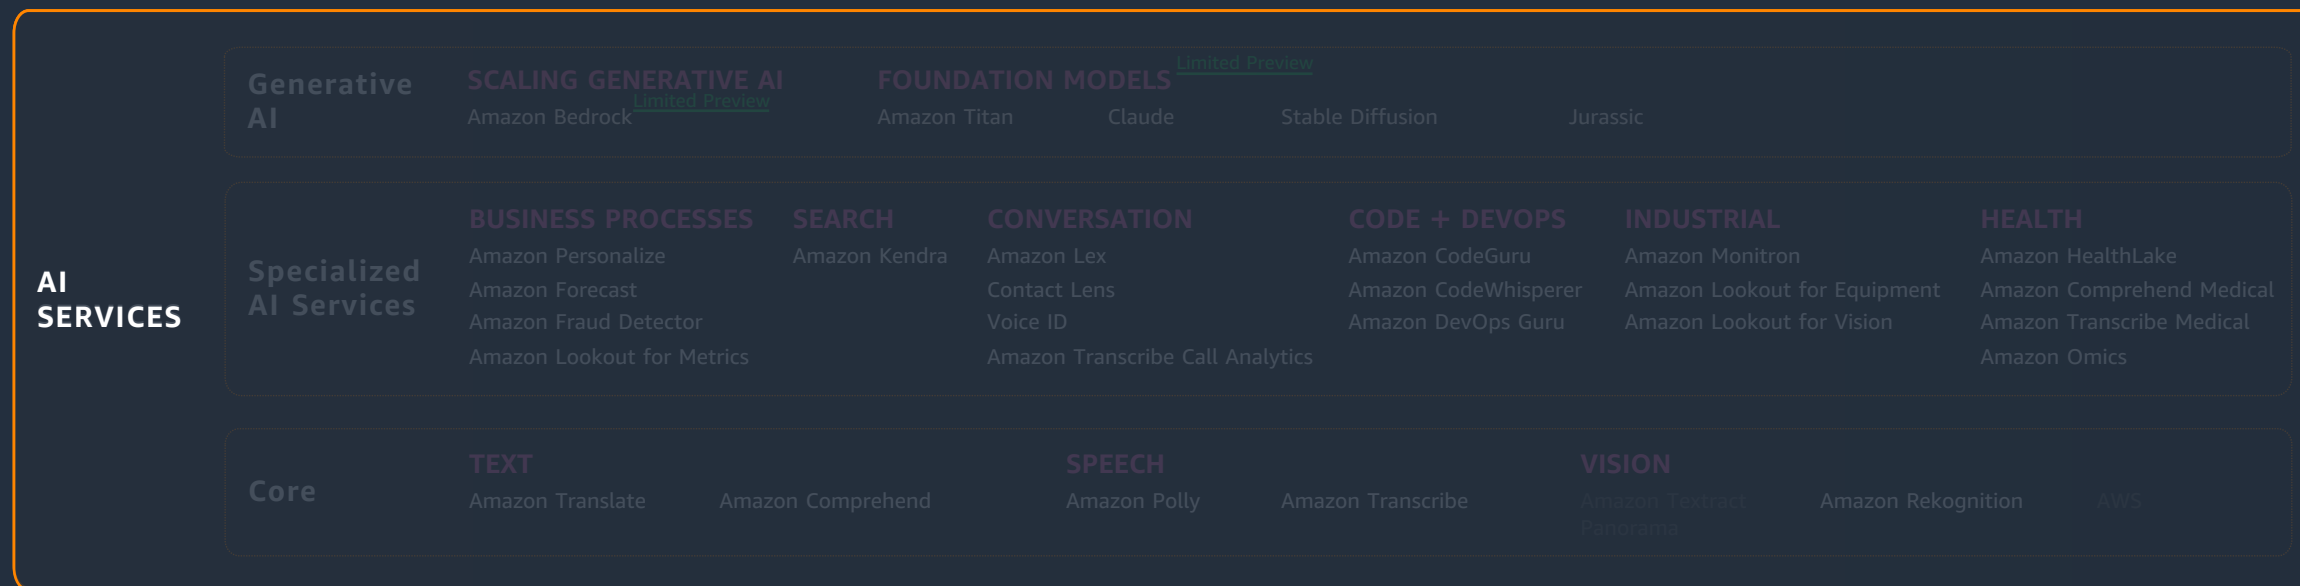 AI
SERVICES
Generative
AI
SCALING GENERATIVE AI
Amazon Bedrock Limited Preview
FOUNDATION MODELS Limited Preview
Amazon Titan Claude Stable Diffusion Jurassic
Specialized
AI Services
BUSINESS PROCESSES
Amazon Personalize
Amazon Forecast
Amazon Fraud Detector
Amazon Lookout for Metrics
SEARCH
Amazon Kendra
CONVERSATION
Amazon Lex
Contact Lens
Voice ID
Amazon Transcribe Call Analytics
CODE + DEVOPS
Amazon CodeGuru
Amazon CodeWhisperer
Amazon DevOps Guru
INDUSTRIAL
Amazon Monitron
Amazon Lookout for Equipment
Amazon Lookout for Vision
HEALTH
Amazon HealthLake
Amazon Comprehend Medical
Amazon Transcribe Medical
Amazon Omics
Core
TEXT
Amazon Translate Amazon Comprehend
SPEECH
Amazon Polly Amazon Transcribe
VISION
Amazon Textract Amazon Rekognition AWS
Panorama